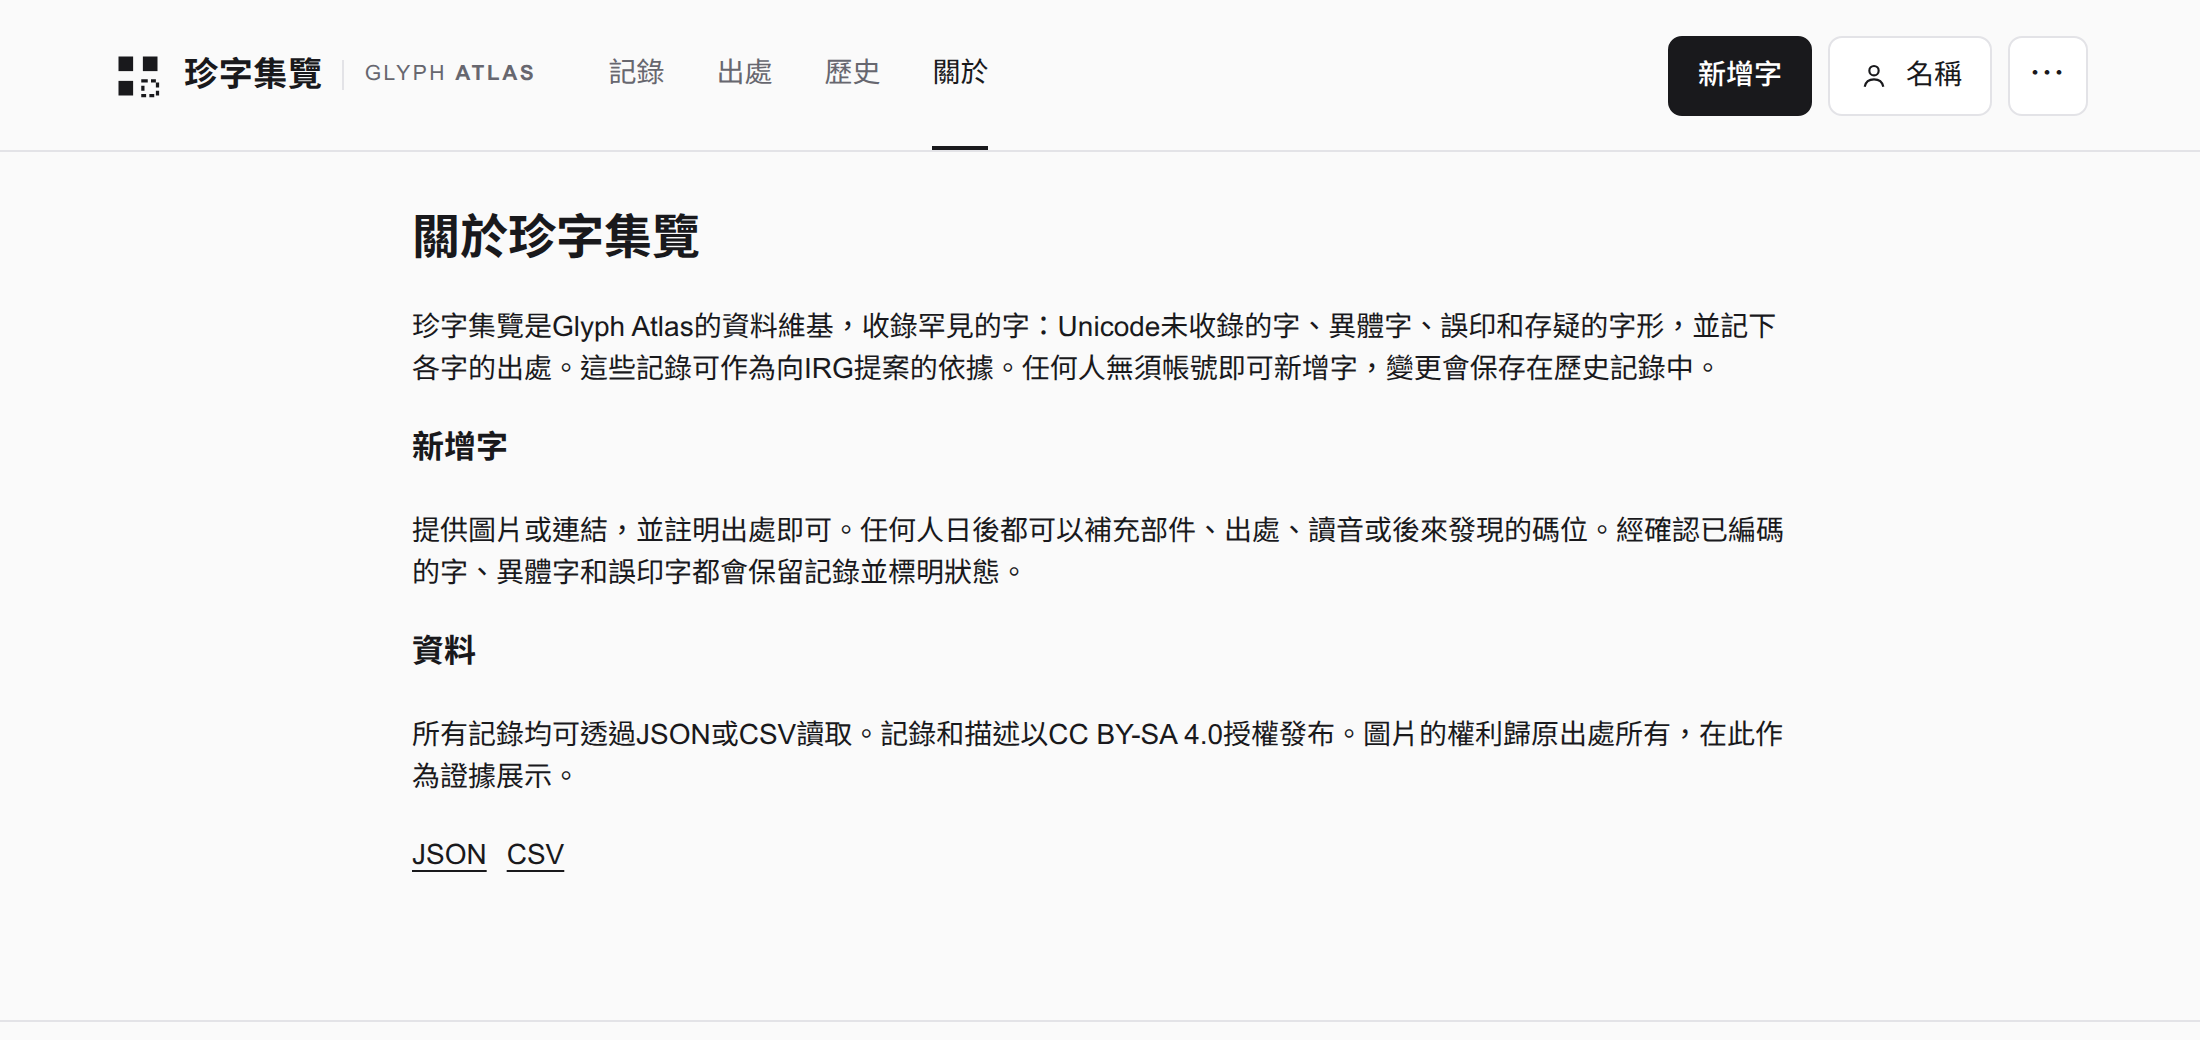 珍字集覽 GLYPH ATLAS 記錄 出處 歷史 關於 新增字 名稱 ···
關於珍字集覽
珍字集覽是Glyph Atlas的資料維基，收錄罕見的字：Unicode未收錄的字、異體字、誤印和存疑的字形，並記下
各字的出處。這些記錄可作為向IRG提案的依據。任何人無須帳號即可新增字，變更會保存在歷史記錄中。
新增字
提供圖片或連結，並註明出處即可。任何人日後都可以補充部件、出處、讀音或後來發現的碼位。經確認已編碼
的字、異體字和誤印字都會保留記錄並標明狀態。
資料
所有記錄均可透過JSON或CSV讀取。記錄和描述以CC BY-SA 4.0授權發布。圖片的權利歸原出處所有，在此作
為證據展示。
JSON CSV